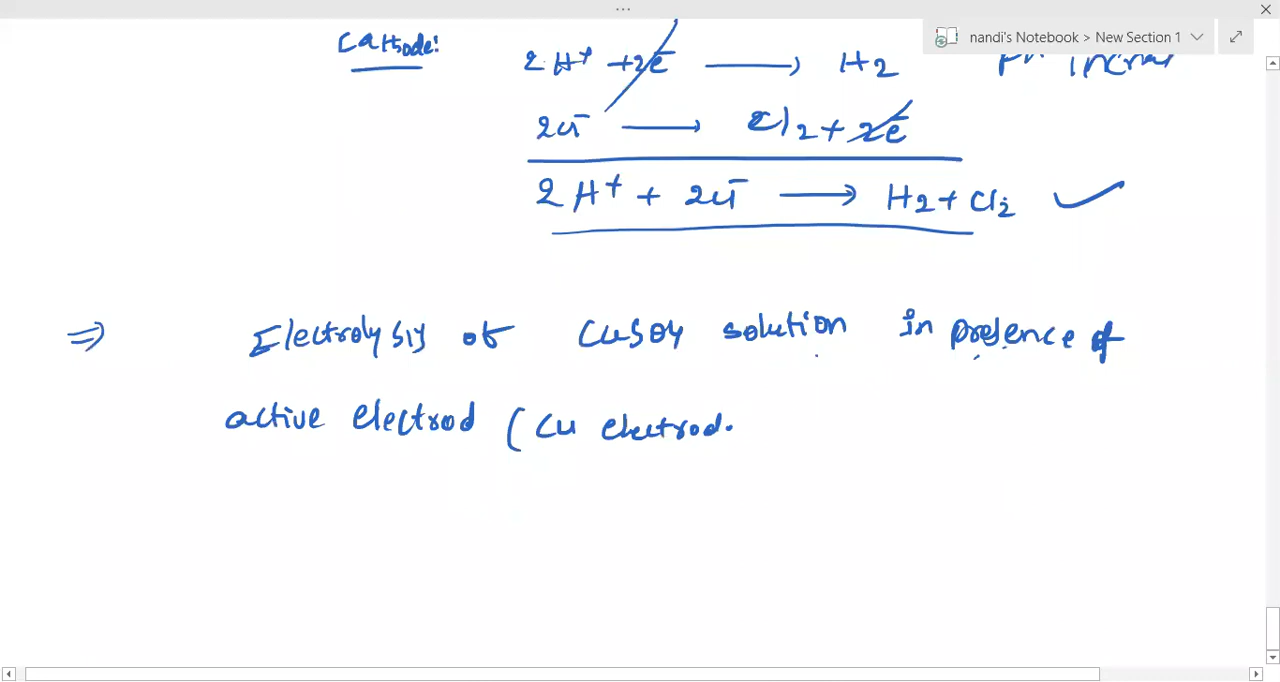 nandi's Notebook > New Section 1
Cathode:
2H⁺ + 2e⁻ ⟶ H2
2Cl⁻ ⟶ Cl2 + 2e⁻
2H⁺ + 2Cl⁻ ⟶ H2 + Cl2 ✓
⇒ Electrolysis of CuSO4 solution in presence of
active electrod (Cu electrod.